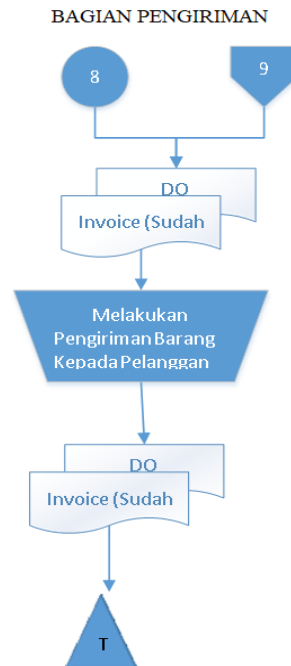 BAGIAN PENGIRIMAN
8
9
DO
Invoice (Sudah
Melakukan
Pengiriman Barang
Kepada Pelanggan
DO
Invoice (Sudah
T